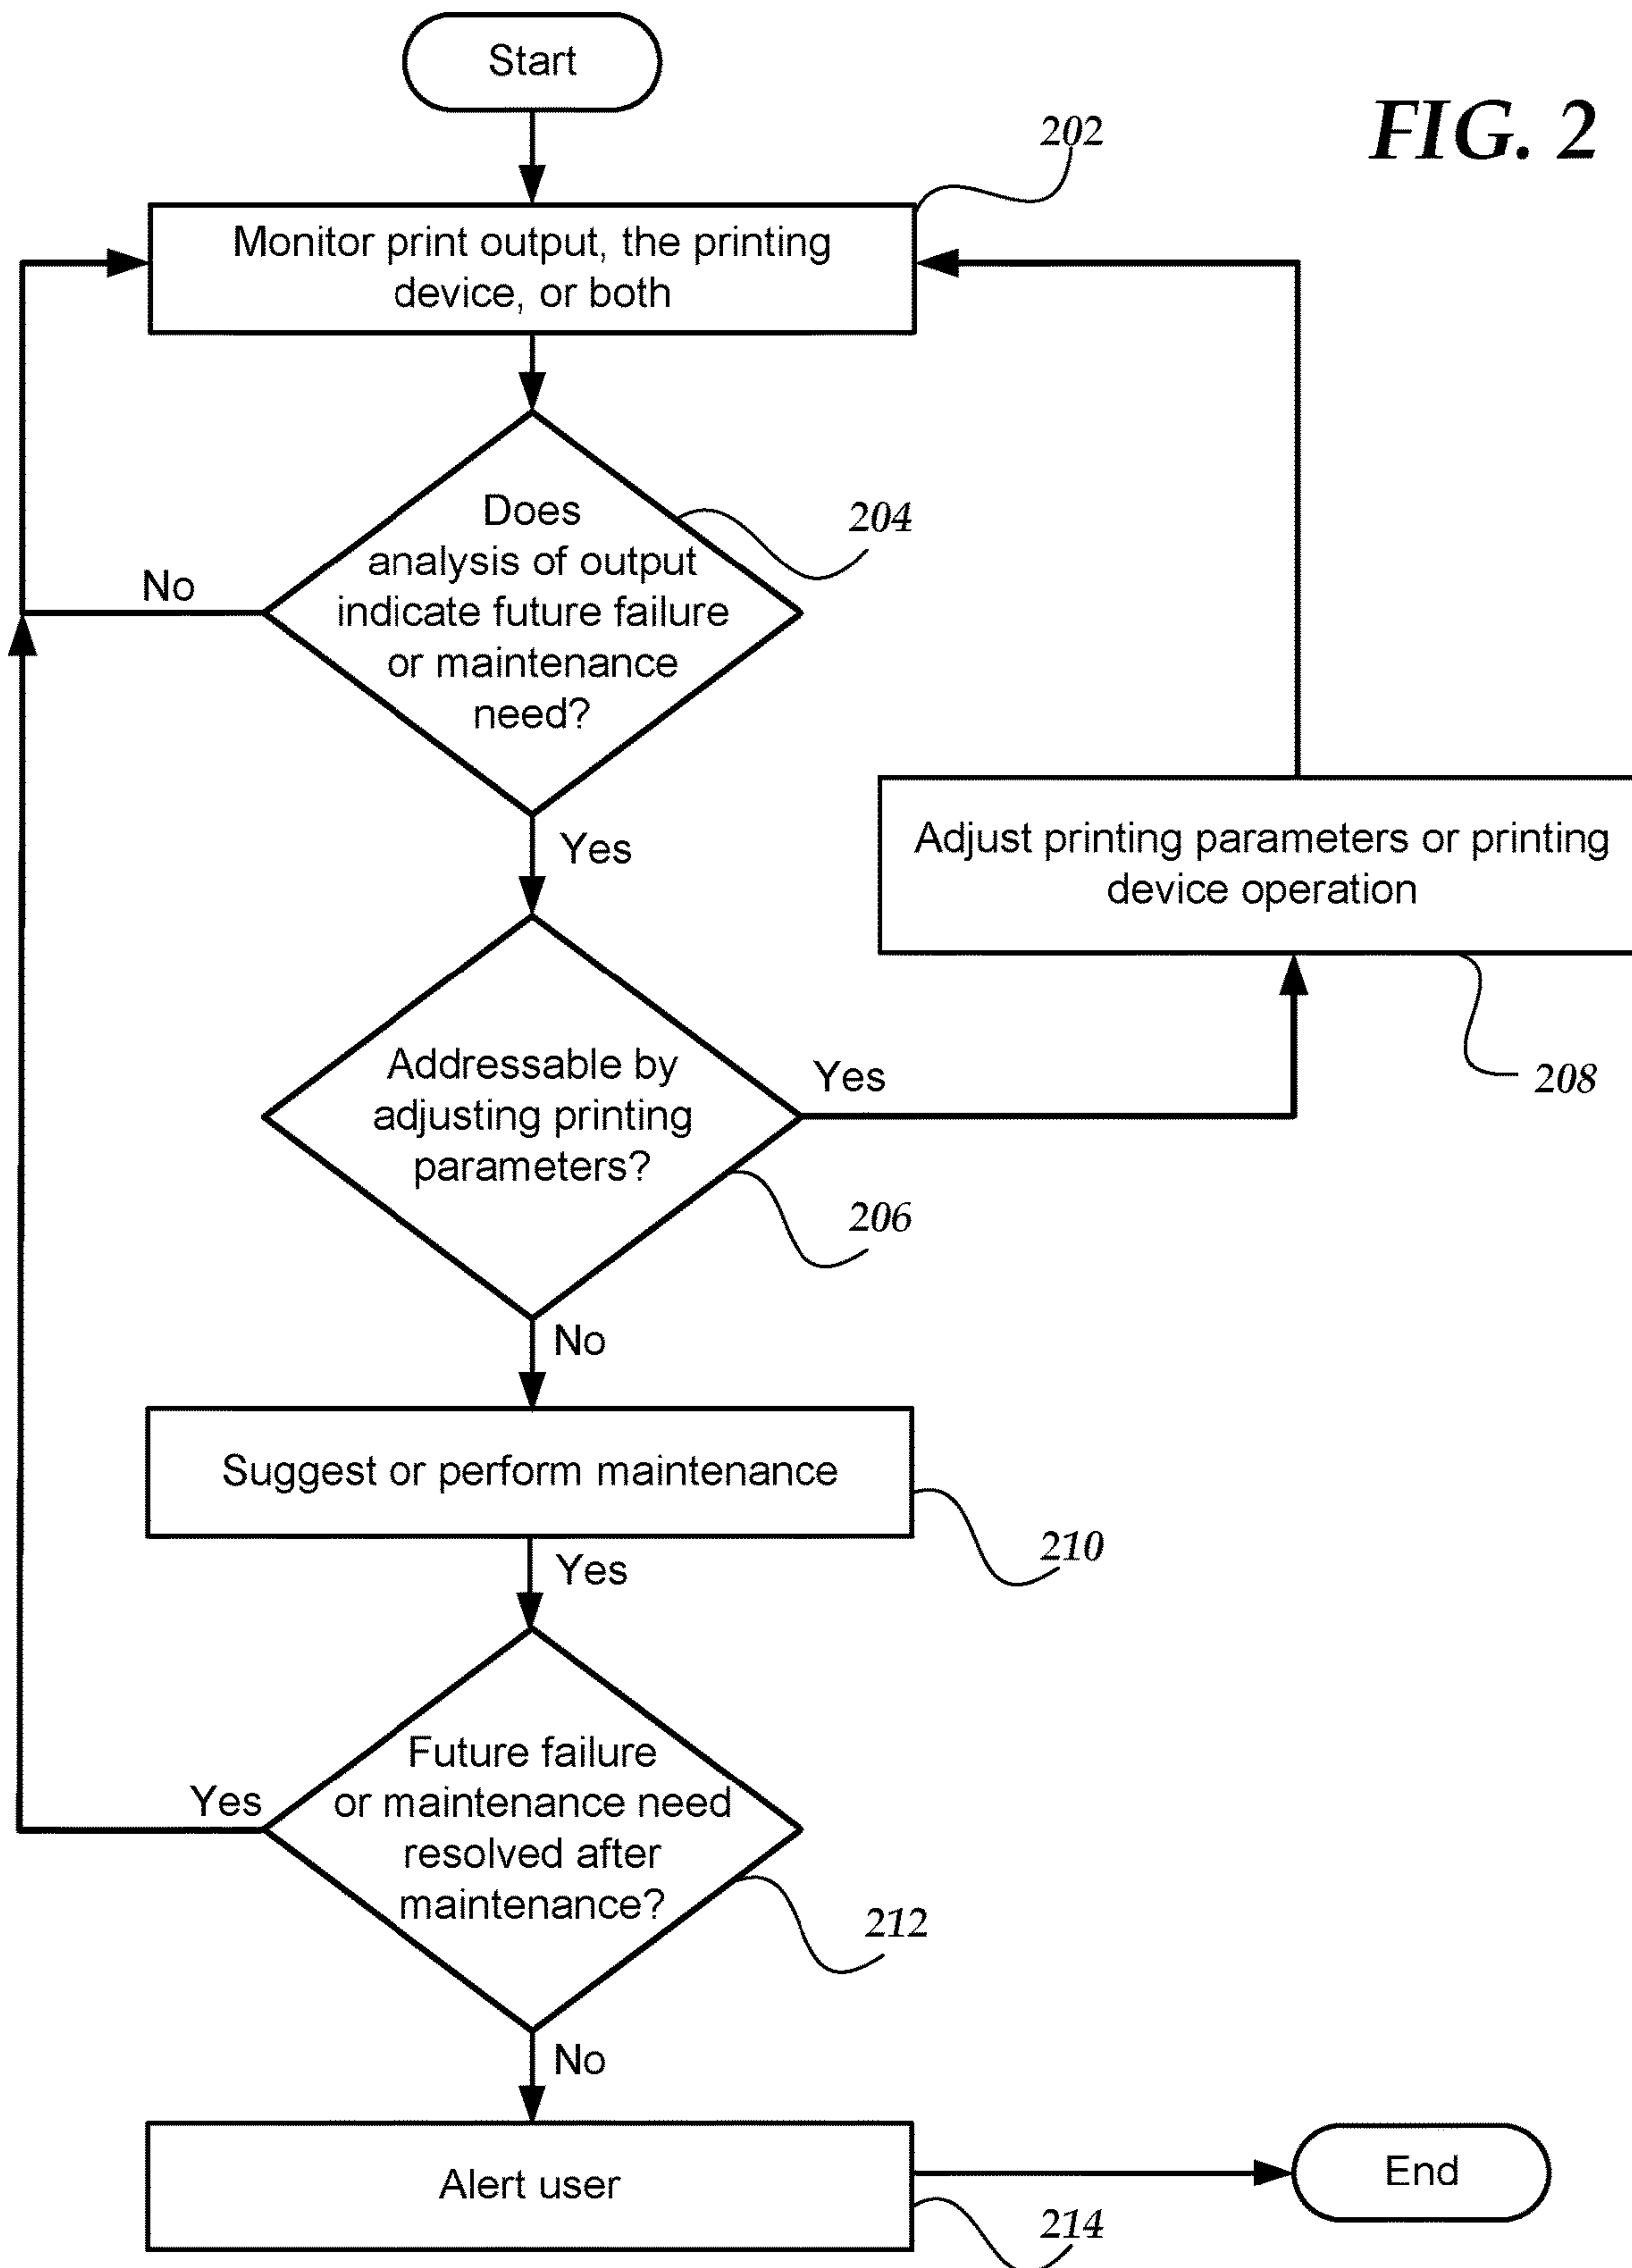 Start
FIG. 2
202
Monitor print output, the printing
device, or both
Does
analysis of output
indicate future failure
or maintenance
need?
204
No
Yes
Adjust printing parameters or printing
device operation
208
Addressable by
adjusting printing
parameters?
Yes
206
No
Suggest or perform maintenance
210
Yes
Future failure
or maintenance need
resolved after
maintenance?
Yes
212
No
Alert user
214
End